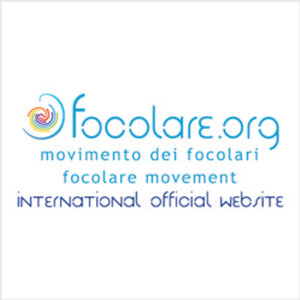 focolare.org
movimento dei focolari
focolare movement
international official website